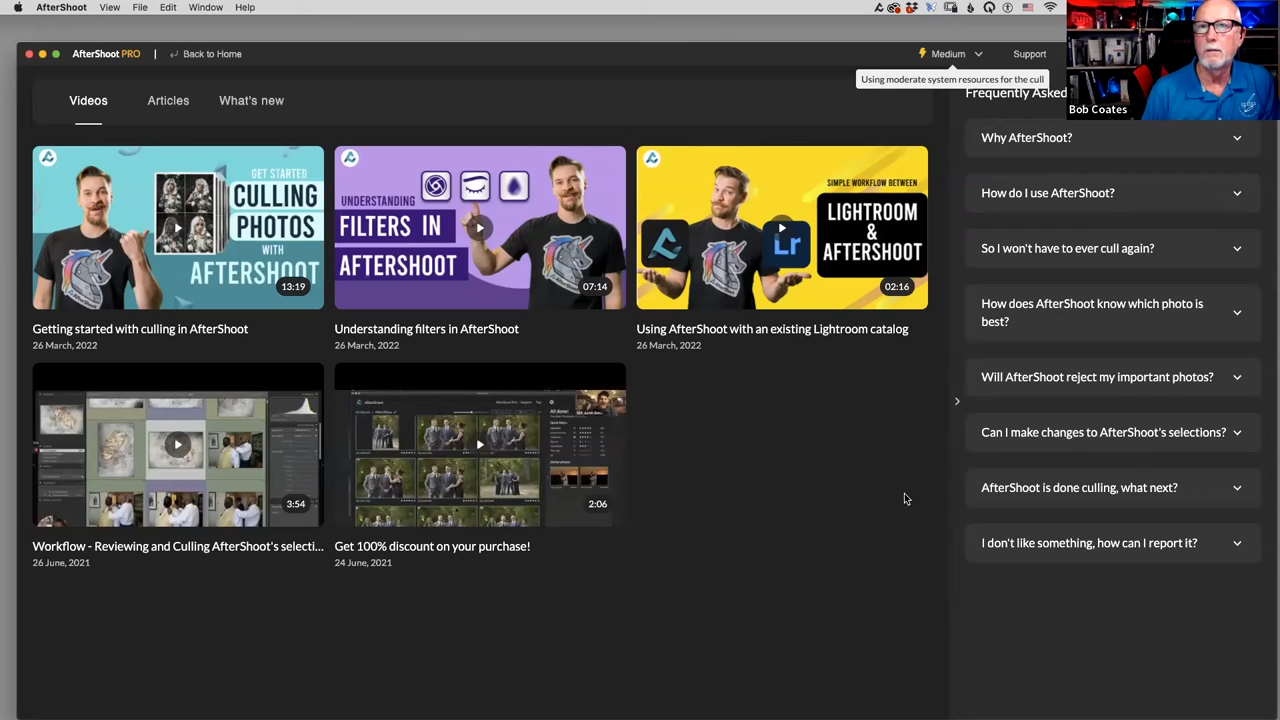 AfterShoot View File Edit Window Help
AfterShoot PRO | Back to Home
Medium
Support
Using moderate system resources for the cull
Bob Coates
Videos Articles What's new
GET STARTED
CULLING
PHOTOS
WITH
AFTERSHOOT
13:19
UNDERSTANDING
FILTERS IN
AFTERSHOOT
07:14
SIMPLE WORKFLOW BETWEEN
LIGHTROOM
&
AFTERSHOOT
Lr
02:16
Getting started with culling in AfterShoot
26 March, 2022
Understanding filters in AfterShoot
26 March, 2022
Using AfterShoot with an existing Lightroom catalog
26 March, 2022
3:54
2:06
Workflow - Reviewing and Culling AfterShoot's selecti...
26 June, 2021
Get 100% discount on your purchase!
24 June, 2021
Frequently Asked
Why AfterShoot?
How do I use AfterShoot?
So I won't have to ever cull again?
How does AfterShoot know which photo is
best?
Will AfterShoot reject my important photos?
Can I make changes to AfterShoot's selections?
AfterShoot is done culling, what next?
I don't like something, how can I report it?